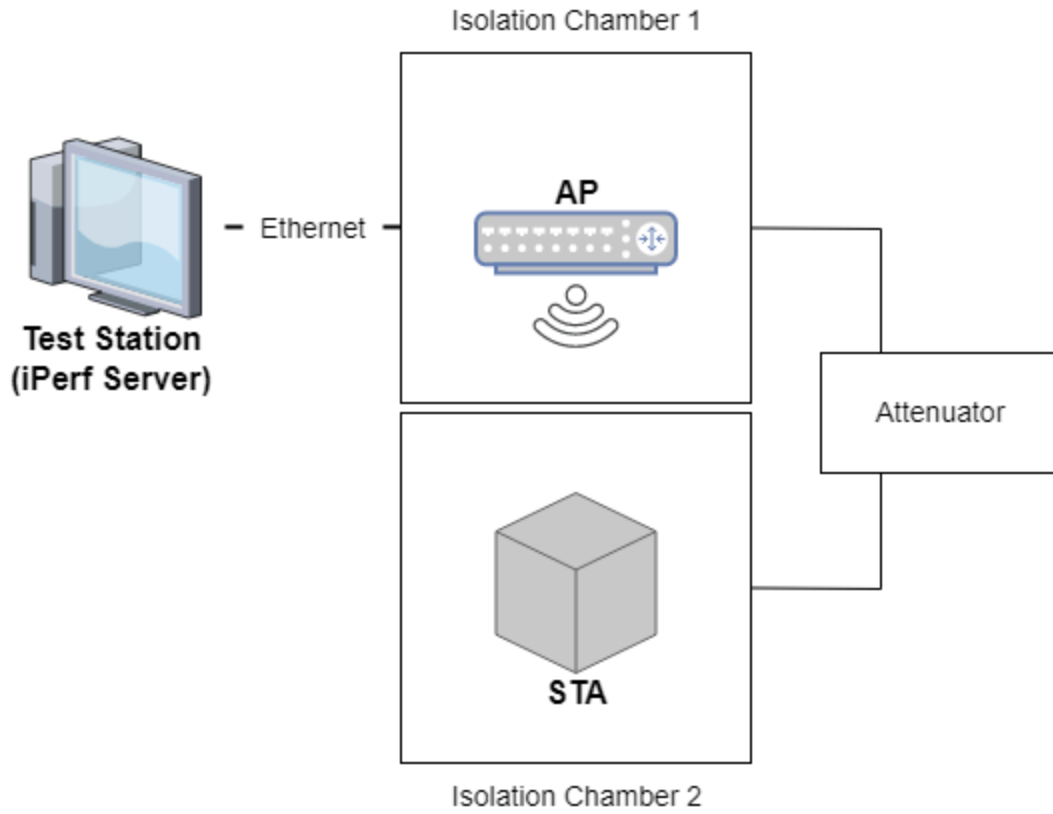 Isolation Chamber 1
AP
Ethernet
Test Station
(iPerf Server)
Attenuator
STA
Isolation Chamber 2